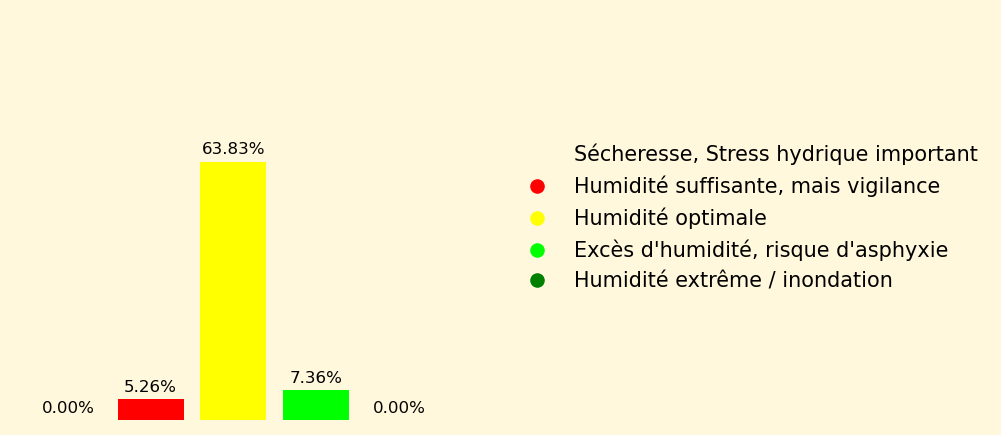 63.83%
7.36%
5.26%
0.00%
0.00%
Sécheresse, Stress hydrique important
Humidité suffisante, mais vigilance
Humidité optimale
Excès d'humidité, risque d'asphyxie
Humidité extrême / inondation